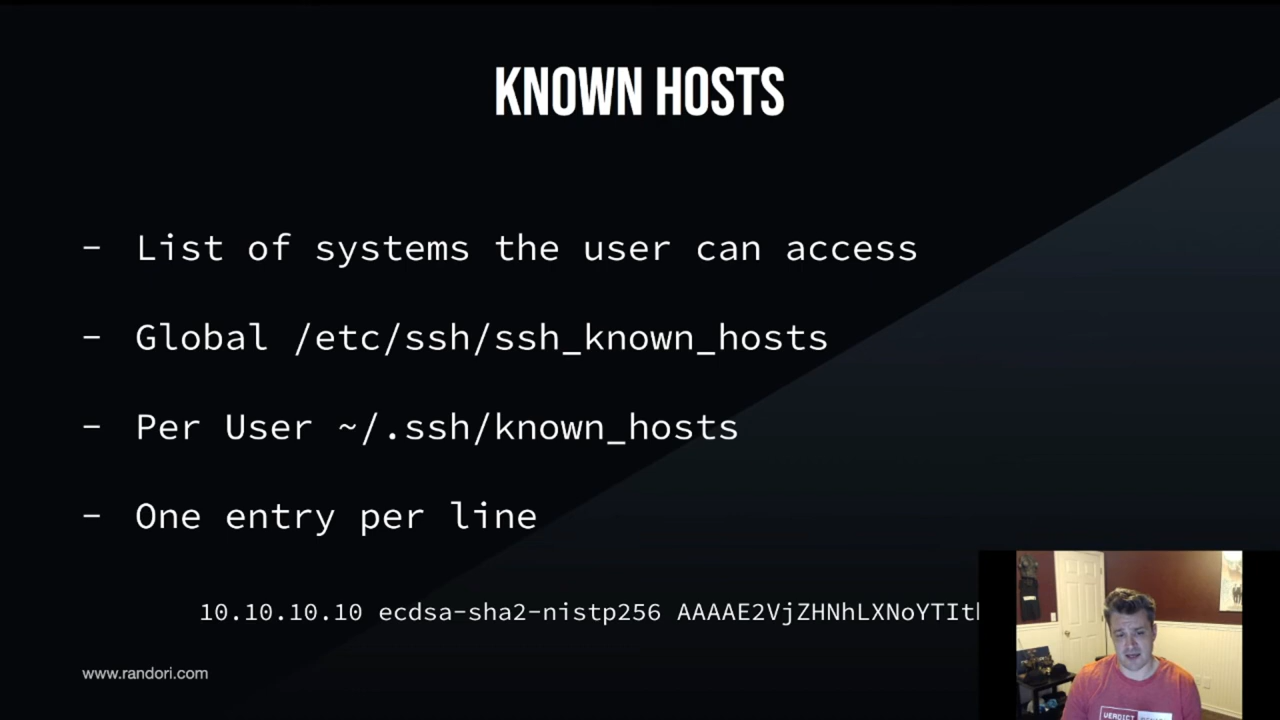 KNOWN HOSTS
- List of systems the user can access
- Global /etc/ssh/ssh_known_hosts
- Per User ~/.ssh/known_hosts
- One entry per line
10.10.10.10 ecdsa-sha2-nistp256 AAAAE2VjZHNhLXNoYTIt
www.randori.com
VERDICT